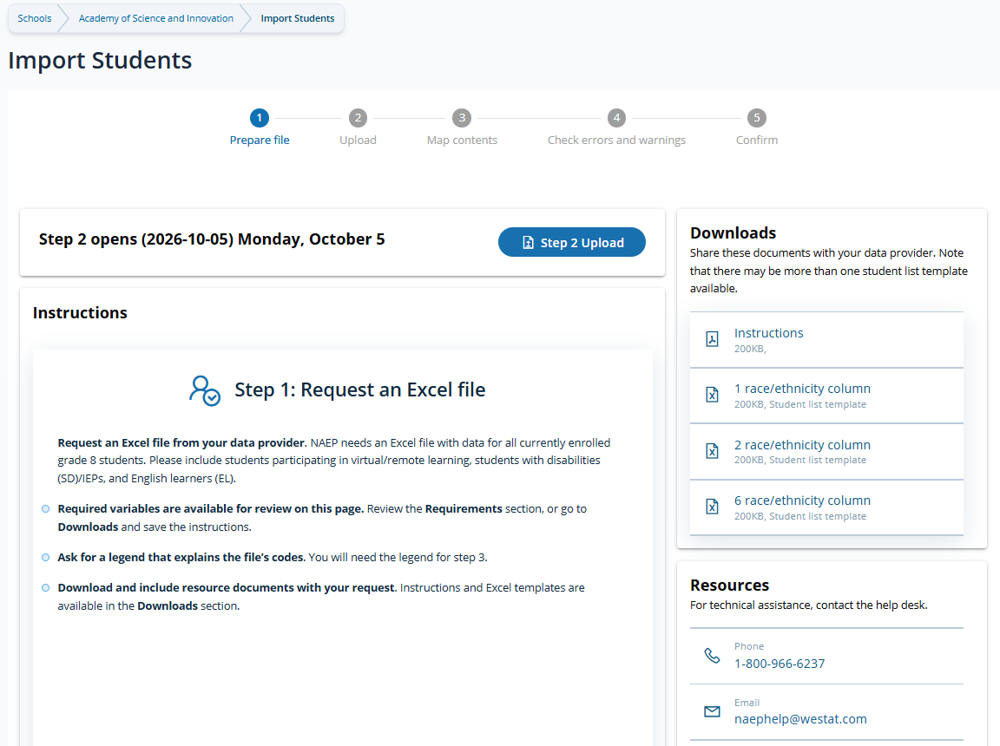 Schools
Academy of Science and Innovation
Import Students
Import Students
1
Prepare file
2
Upload
3
Map contents
4
Check errors and warnings
5
Confirm
Step 2 opens (2026-10-05) Monday, October 5
Step 2 Upload
Instructions
Step 1: Request an Excel file
Request an Excel file from your data provider. NAEP needs an Excel file with data for all currently enrolled
grade 8 students. Please include students participating in virtual/remote learning, students with disabilities
(SD)/IEPs, and English learners (EL).
Required variables are available for review on this page. Review the Requirements section, or go to
Downloads and save the instructions.
Ask for a legend that explains the file’s codes. You will need the legend for step 3.
Download and include resource documents with your request. Instructions and Excel templates are
available in the Downloads section.
Downloads
Share these documents with your data provider. Note
that there may be more than one student list template
available.
Instructions
200KB,
1 race/ethnicity column
200KB, Student list template
2 race/ethnicity column
200KB, Student list template
6 race/ethnicity column
200KB, Student list template
Resources
For technical assistance, contact the help desk.
Phone
1-800-966-6237
Email
naephelp@westat.com